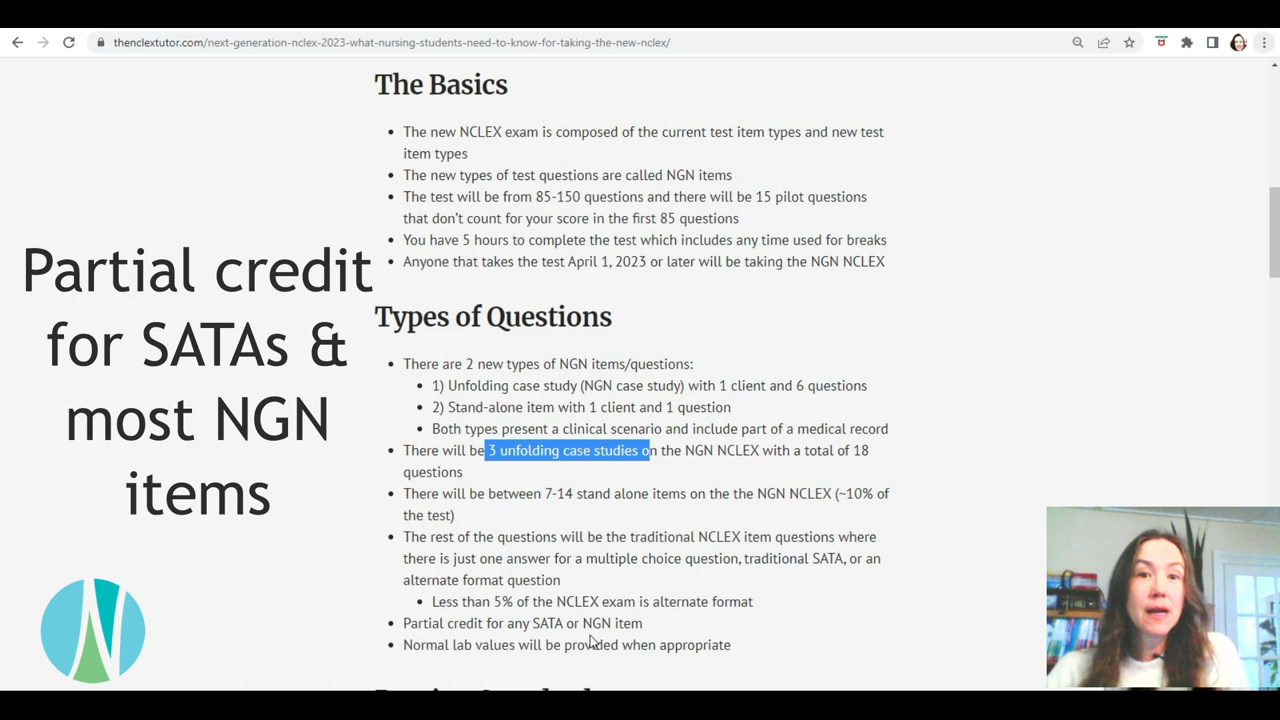 thenclextutor.com/next-generation-nclex-2023-what-nursing-students-need-to-know-for-taking-the-new-nclex/
The Basics
• The new NCLEX exam is composed of the current test item types and new test
item types
• The new types of test questions are called NGN items
• The test will be from 85-150 questions and there will be 15 pilot questions
that don't count for your score in the first 85 questions
• You have 5 hours to complete the test which includes any time used for breaks
• Anyone that takes the test April 1, 2023 or later will be taking the NGN NCLEX
Partial credit
for SATAs &
most NGN
items
Types of Questions
• There are 2 new types of NGN items/questions:
• 1) Unfolding case study (NGN case study) with 1 client and 6 questions
• 2) Stand-alone item with 1 client and 1 question
• Both types present a clinical scenario and include part of a medical record
• There will be 3 unfolding case studies on the NGN NCLEX with a total of 18
questions
• There will be between 7-14 stand alone items on the the NGN NCLEX (~10% of
the test)
• The rest of the questions will be the traditional NCLEX item questions where
there is just one answer for a multiple choice question, traditional SATA, or an
alternate format question
• Less than 5% of the NCLEX exam is alternate format
• Partial credit for any SATA or NGN item
• Normal lab values will be provided when appropriate